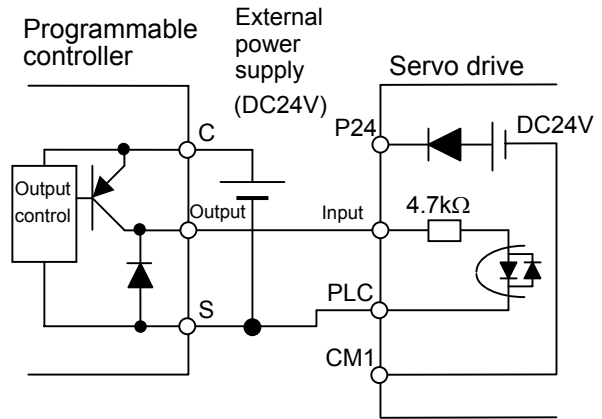 Programmable
controller
External
power
supply
(DC24V)
Servo drive
P24
DC24V
C
Output
control
Output
Input
4.7kΩ
PLC
S
CM1